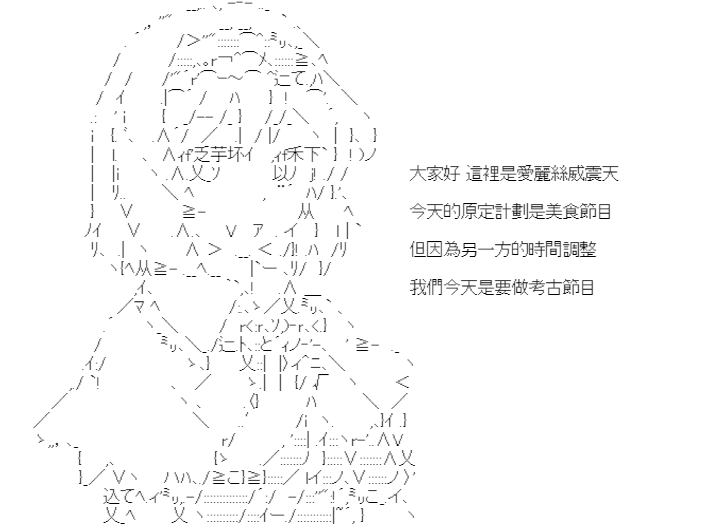 大家好 這裡是愛麗絲威震天
今天的原定計劃是美食節目
但因為另一方的時間調整
我們今天是要做考古節目